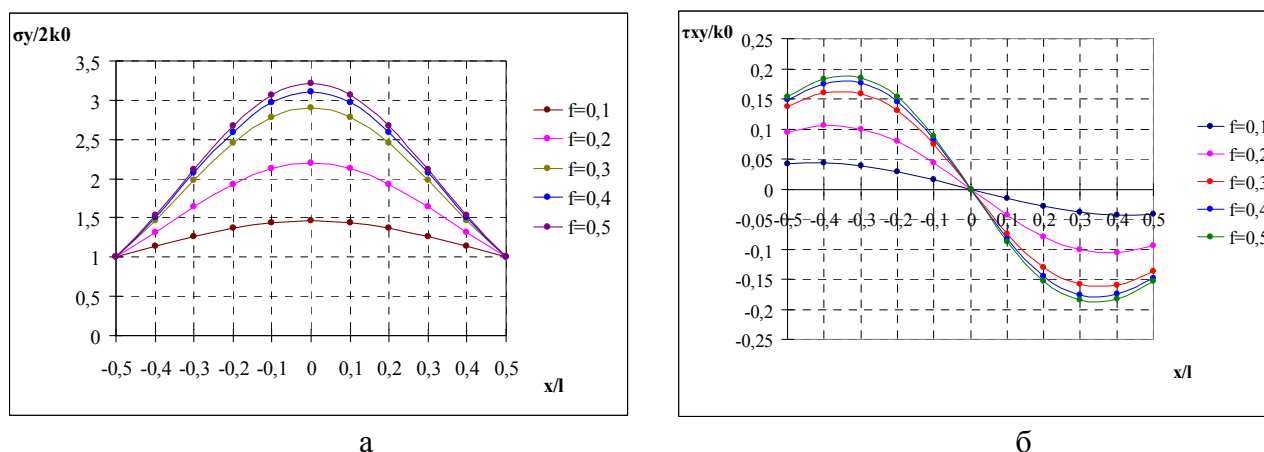 σy/2k0
3,5
3
2,5
2
1,5
1
0,5
0
-0,5 -0,4 -0,3 -0,2 -0,1 0 0,1 0,2 0,3 0,4 0,5
x/l
f=0,1
f=0,2
f=0,3
f=0,4
f=0,5
а
τxy/k0
0,25
0,2
0,15
0,1
0,05
0
-0,05
-0,1
-0,15
-0,2
-0,25
-0,5 -0,4 -0,3 -0,2 -0,1 0 0,1 0,2 0,3 0,4 0,5
x/l
f=0,1
f=0,2
f=0,3
f=0,4
f=0,5
б